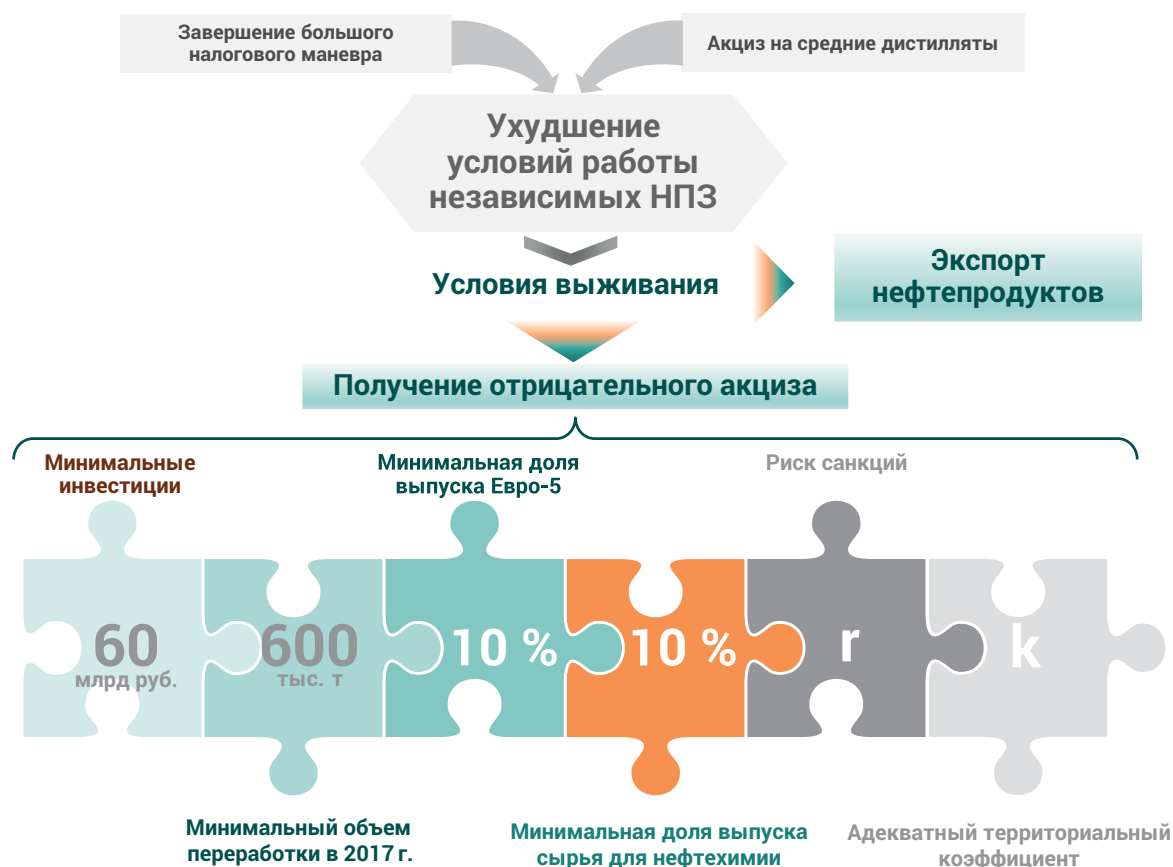 Завершение большого
налогового маневра
Акциз на средние дистилляты
Ухудшение
условий работы
независимых НПЗ
Условия выживания
Экспорт
нефтепродуктов
Получение отрицательного акциза
Минимальные
инвестиции
Минимальная доля
выпуска Евро-5
Риск санкций
60
млрд руб.
600
тыс. т
10 %
10 %
r
k
Минимальный объем
переработки в 2017 г.
Минимальная доля выпуска
сырья для нефтехимии
Адекватный территориальный
коэффициент